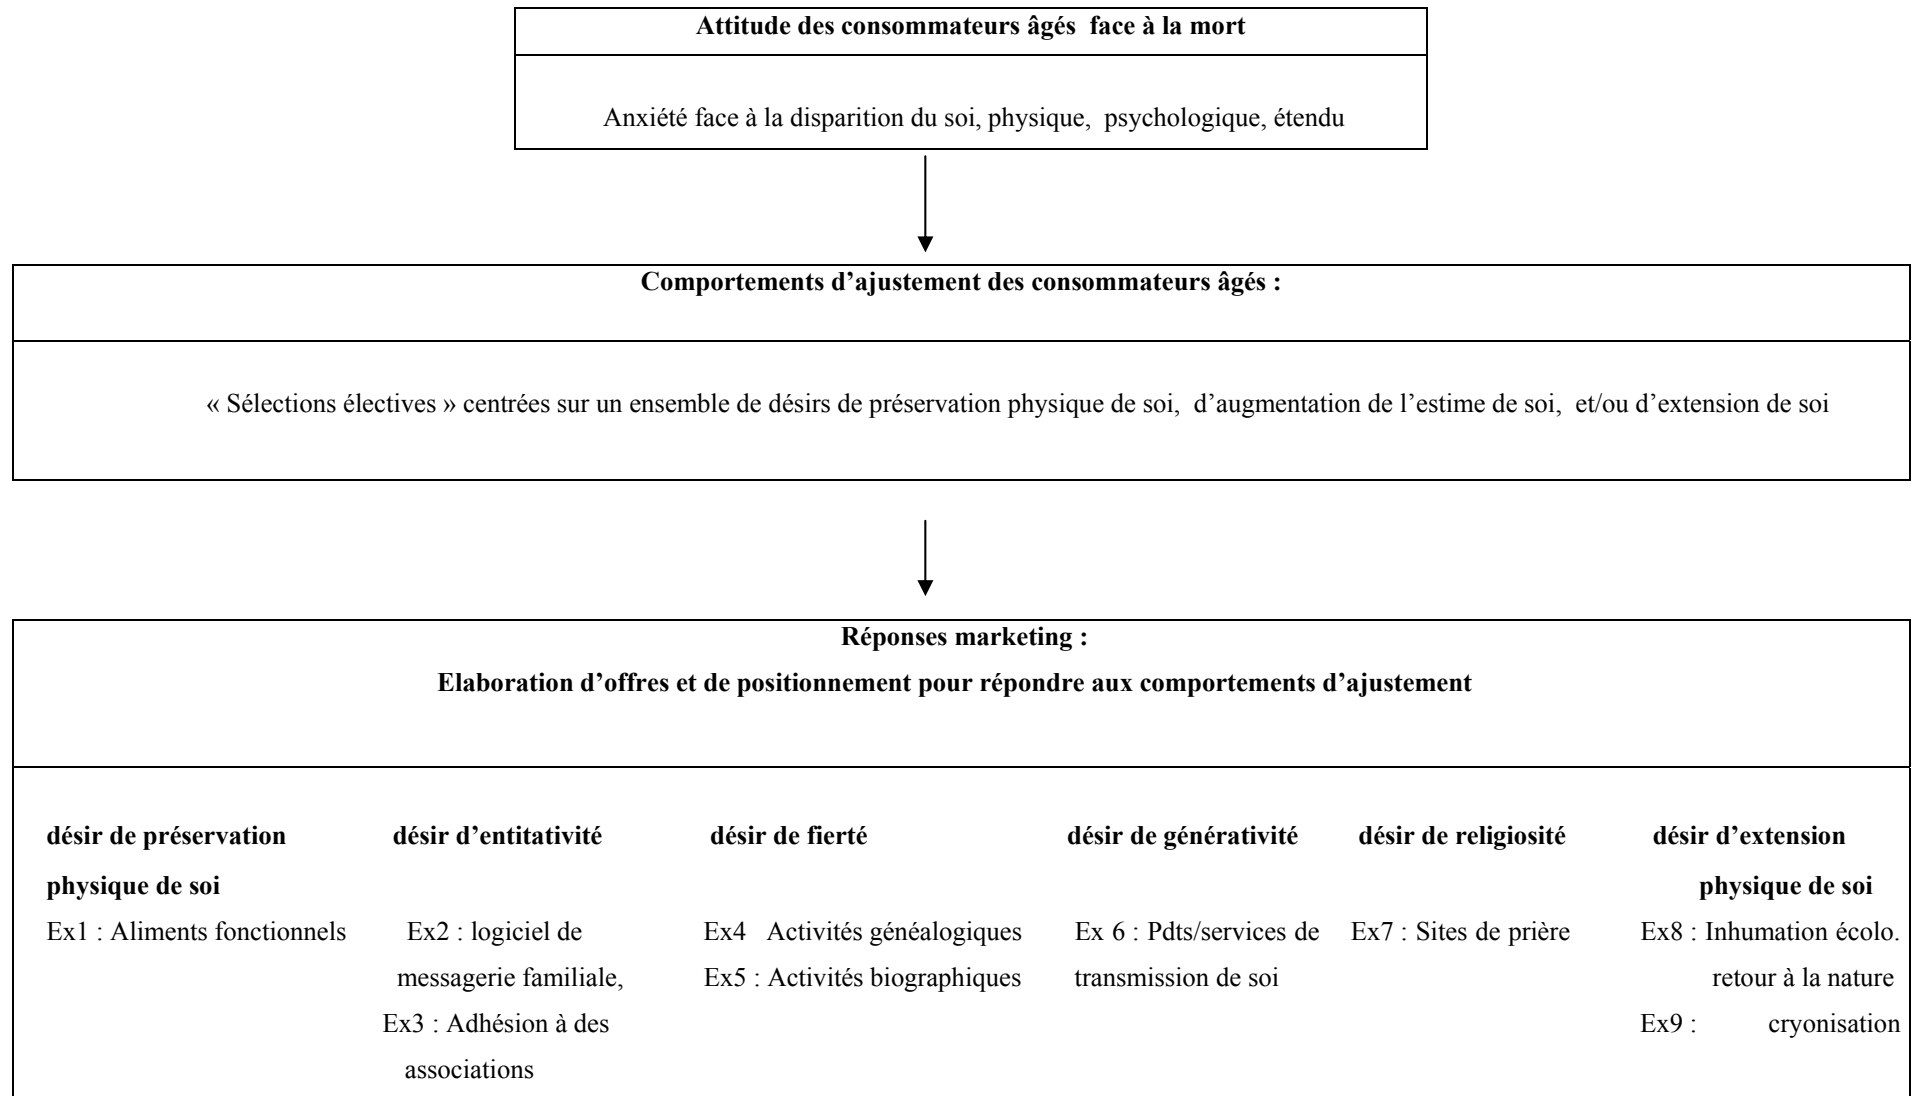 Attitude des consommateurs âgés face à la mort
Anxiété face à la disparition du soi, physique, psychologique, étendu
Comportements d’ajustement des consommateurs âgés :
« Sélections électives » centrées sur un ensemble de désirs de préservation physique de soi, d’augmentation de l’estime de soi, et/ou d’extension de soi
Réponses marketing :
Elaboration d’offres et de positionnement pour répondre aux comportements d’ajustement
désir de préservation
physique de soi
Ex1 : Aliments fonctionnels
désir d’entitativité
Ex2 : logiciel de
messagerie familiale,
Ex3 : Adhésion à des
associations
désir de fierté
Ex4 Activités généalogiques
Ex5 : Activités biographiques
désir de générativité
Ex 6 : Pdts/services de
transmission de soi
désir de religiosité
Ex7 : Sites de prière
désir d’extension
physique de soi
Ex8 : Inhumation écolo.
retour à la nature
Ex9 : cryonisation